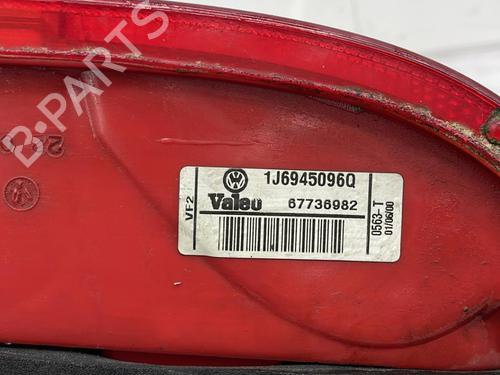 B-PARTS
1J6945096Q
Valeo
67736982
VF2
0563-T
01/06/00